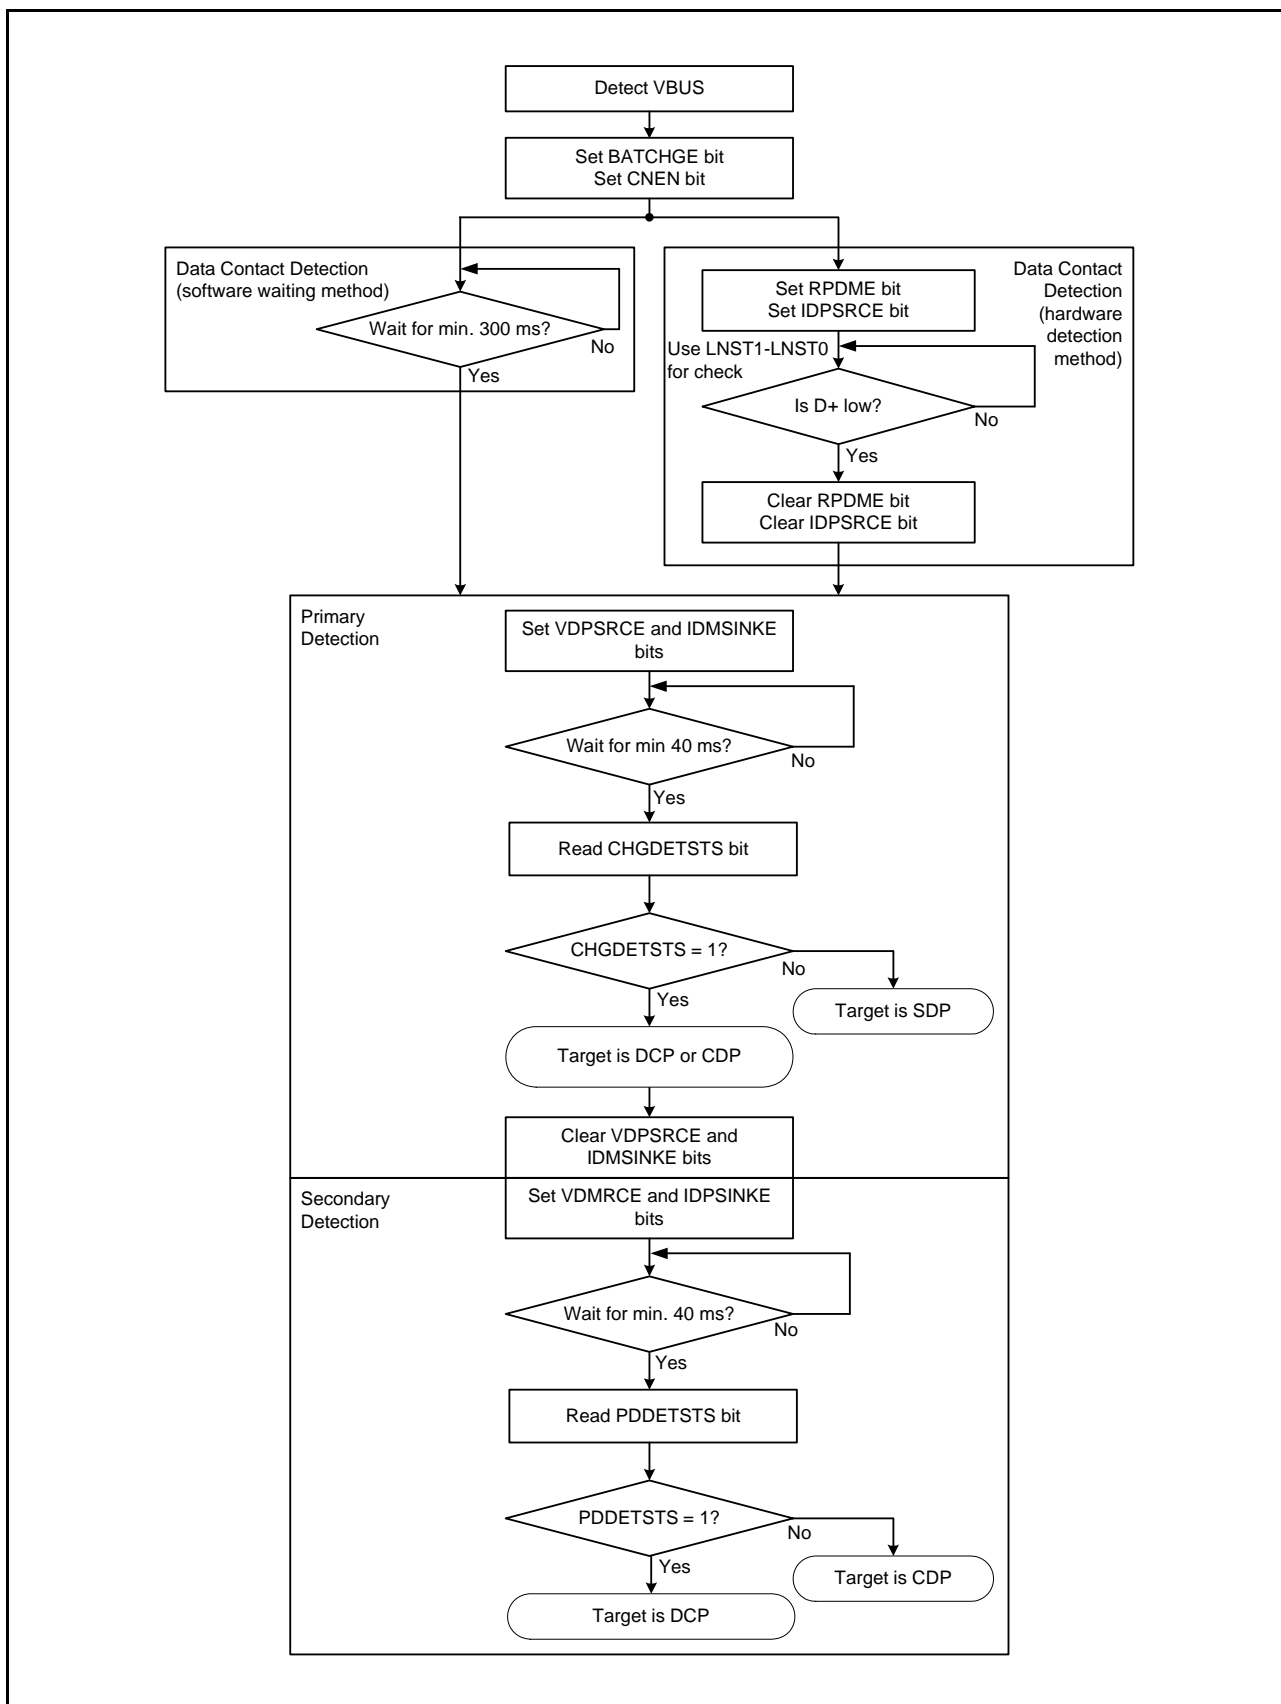 Detect VBUS
Set BATCHGE bit
Set CNEN bit
Data Contact Detection
(software waiting method)
Wait for min. 300 ms?
No
Yes
Data Contact
Detection
(hardware
detection
method)
Set RPDME bit
Set IDPSRCE bit
Use LNST1-LNST0
for check
Is D+ low?
No
Yes
Clear RPDME bit
Clear IDPSRCE bit
Primary
Detection
Set VDPSRCE and IDMSINKE
bits
Wait for min 40 ms?
No
Yes
Read CHGDETSTS bit
CHGDETSTS = 1?
No
Yes
Target is SDP
Target is DCP or CDP
Clear VDPSRCE and
IDMSINKE bits
Secondary
Detection
Set VDMRCE and IDPSINKE
bits
Wait for min. 40 ms?
No
Yes
Read PDDETSTS bit
PDDETSTS = 1?
No
Yes
Target is CDP
Target is DCP